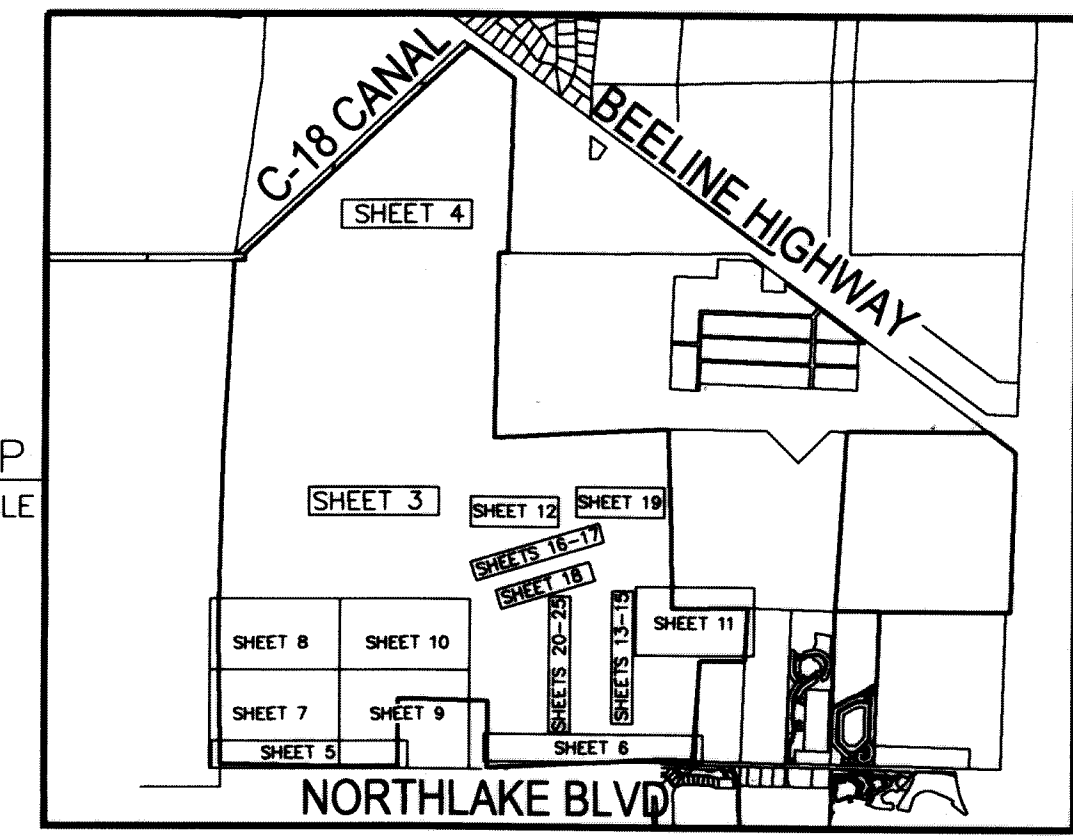 C-18 CANAL
BEELINE HIGHWAY
SHEET 4
P
LE
SHEET 3
SHEET 12
SHEET 19
SHEETS 16-17
SHEET 18
SHEETS 20-25
SHEETS 13-15
SHEET 11
SHEET 8
SHEET 10
SHEET 7
SHEET 9
SHEET 5
SHEET 6
NORTHLAKE BLVD